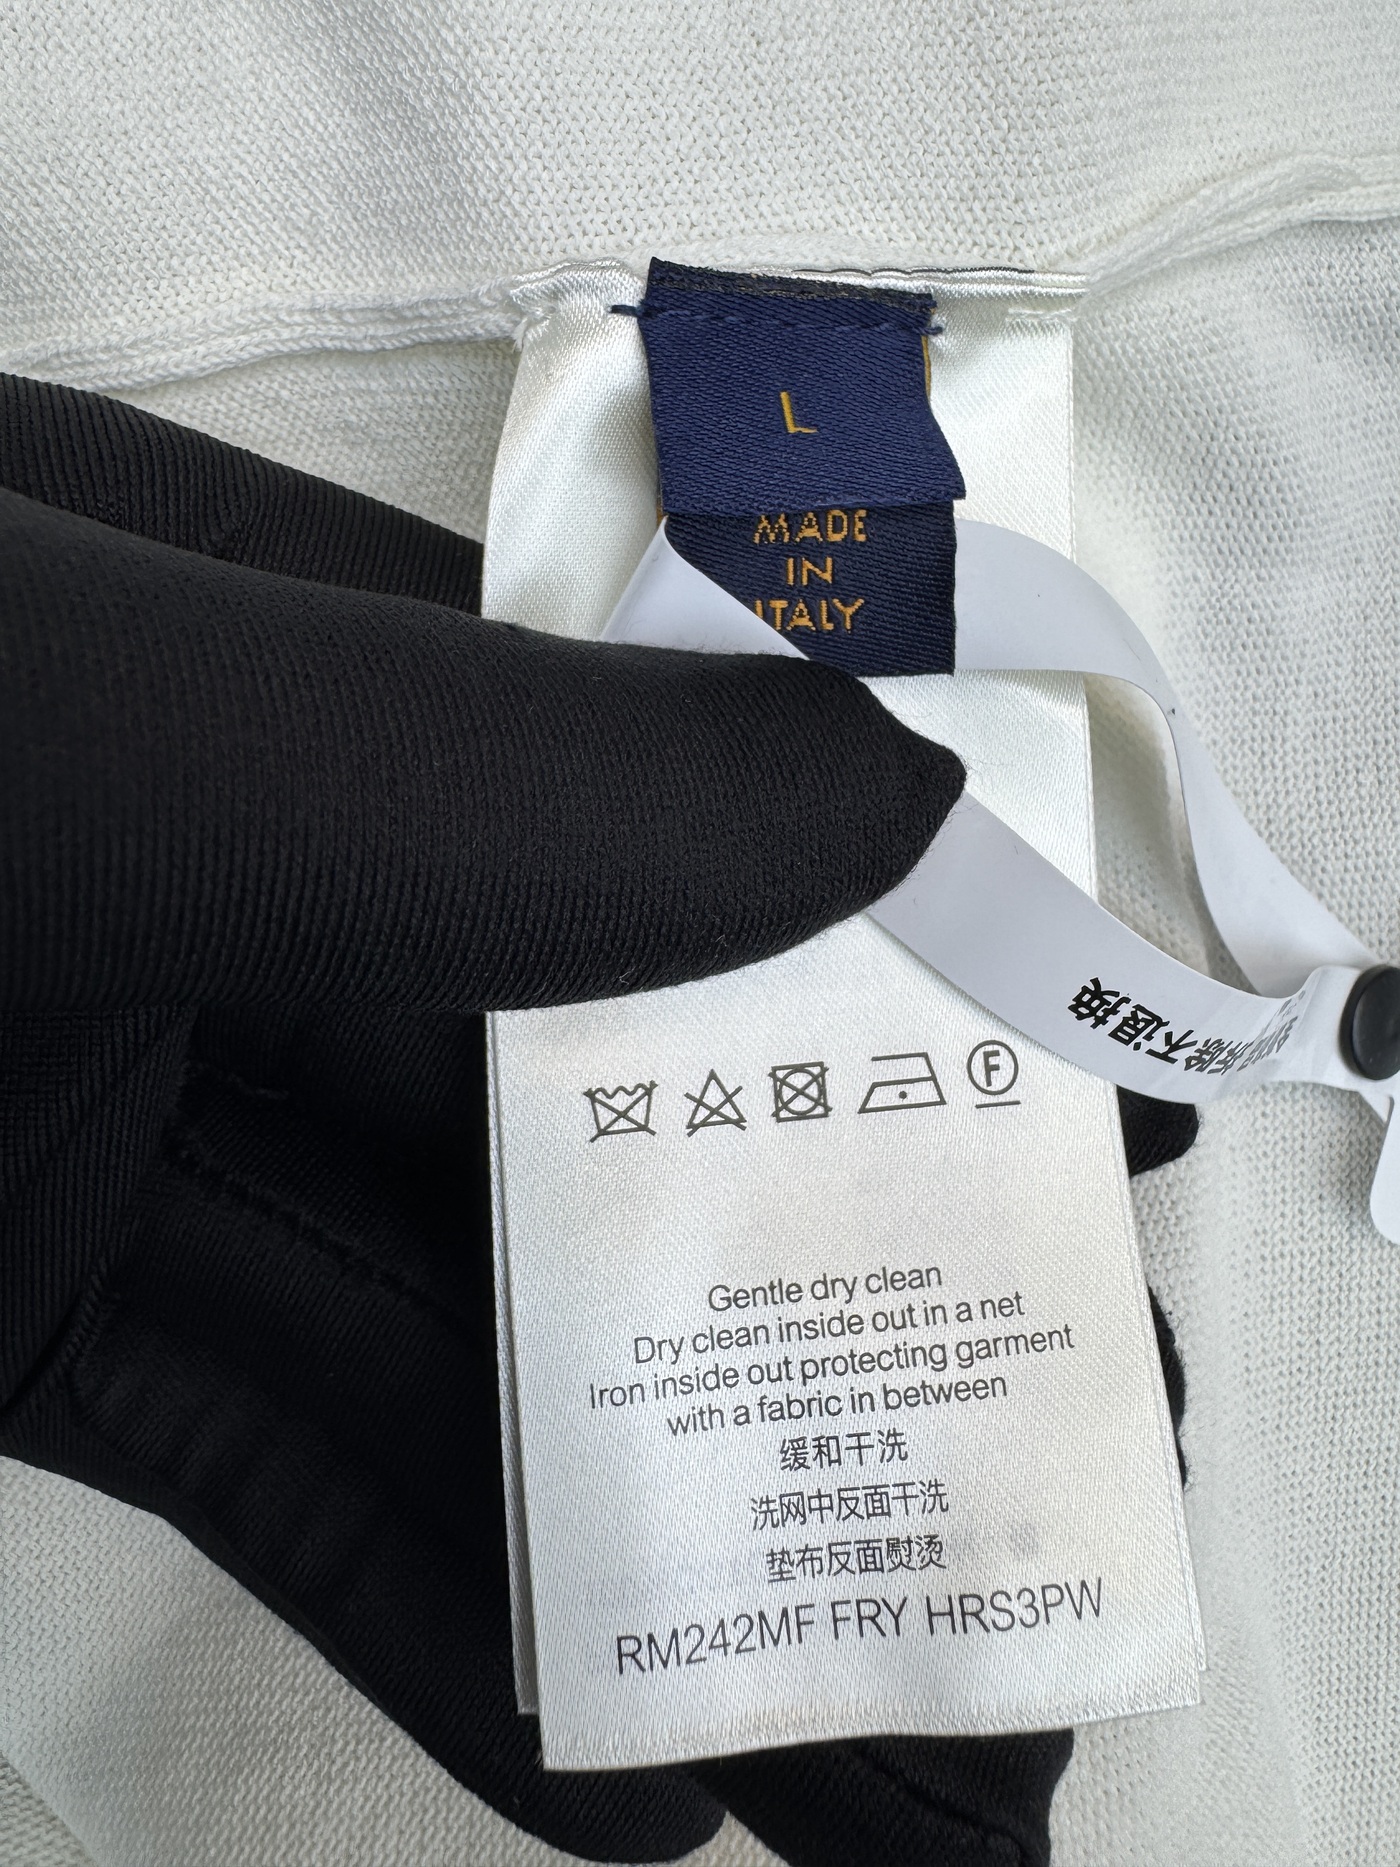 L
MADE
IN
ITALY
拆除不退换
F
Gentle dry clean
Dry clean inside out in a net
Iron inside out protecting garment
with a fabric in between
缓和干洗
洗网中反面干洗
垫布反面熨烫
RM242MF FRY HRS3PW